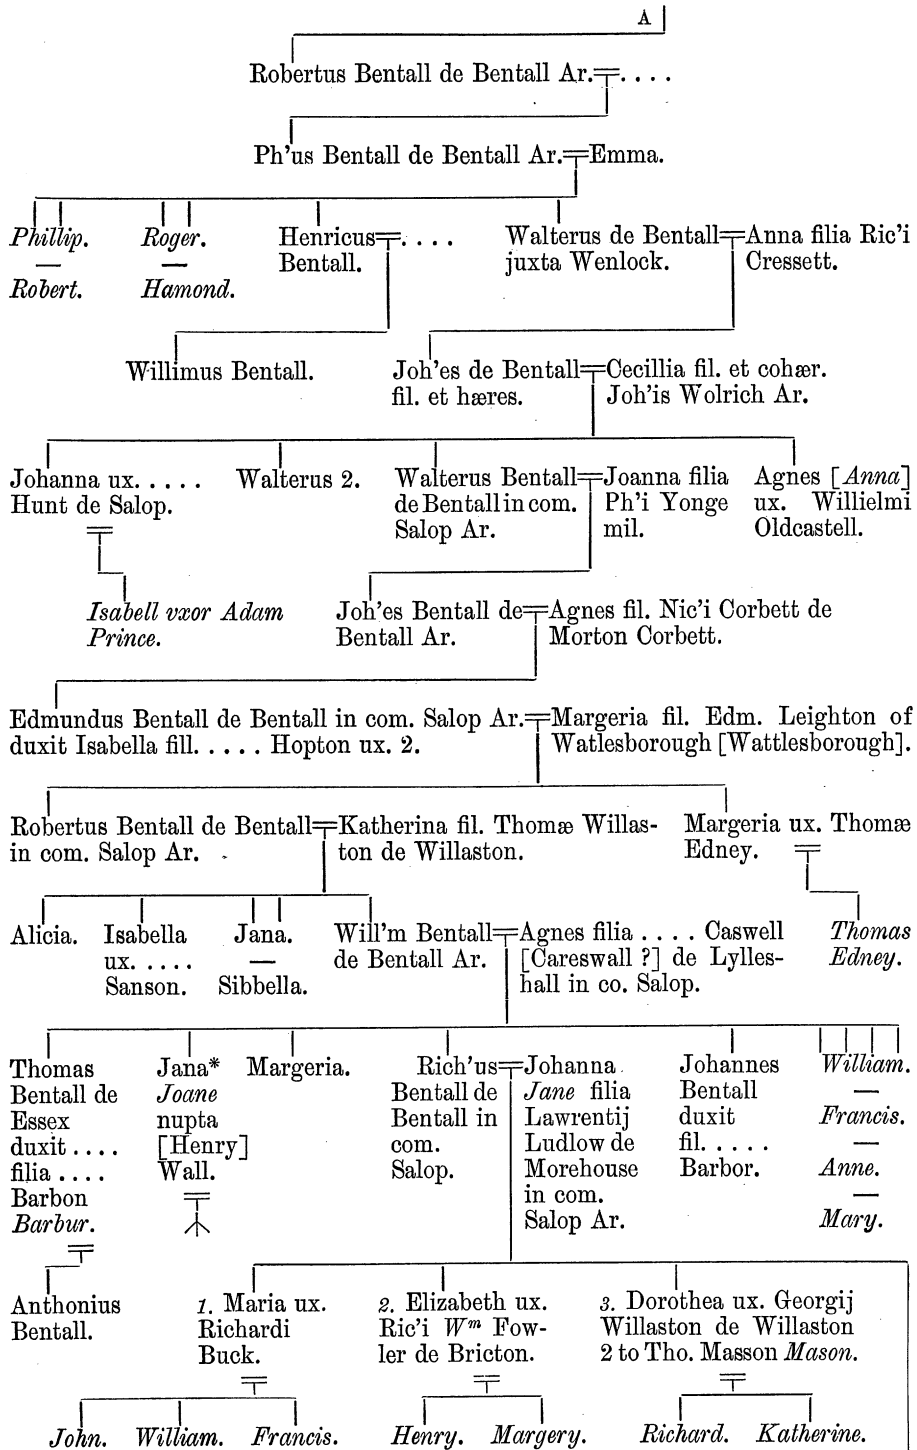 A
Robertus Bentall de Bentall Ar. . . . .
Ph'us Bentall de Bentall Ar. Emma.
Phillip. Roger. Henricus . . . . Walterus de Bentall Anna filia Ric'i
— — Bentall. juxta Wenlock. Cressett.
Robert. Hamond.
Willimus Bentall. Joh'es de Bentall Cecillia fil. et cohær.
fil. et hæres. Joh'is Wolrich Ar.
Johanna ux. . . . . . Walterus 2. Walterus Bentall Joanna filia Agnes [Anna]
Hunt de Salop. de Bentall in com. Ph'i Yonge ux. Willielmi
Salop Ar. mil. Oldcastell.
Isabell vxor Adam Joh'es Bentall de Agnes fil. Nic'i Corbett de
Prince. Bentall Ar. Morton Corbett.
Edmundus Bentall de Bentall in com. Salop Ar. Margeria fil. Edm. Leighton of
duxit Isabella fill. . . . . . Hopton ux. 2. Watlesborough [Wattlesborough].
Robertus Bentall de Bentall Katherina fil. Thomæ Willas- Margeria ux. Thomæ
in com. Salop Ar. ton de Willaston. Edney.
Alicia. Isabella Jana. Will'm Bentall Agnes filia . . . . Caswell Thomas
ux. . . . . . — de Bentall Ar. [Careswall ?] de Lylles- Edney.
Sanson. Sibbella. hall in co. Salop.
Thomas Jana* Margeria. Rich'us Johanna Johannes William.
Bentall de Joane Bentall de Jane filia Bentall —
Essex nupta Bentall in Lawrentij duxit Francis.
duxit . . . . [Henry] com. Ludlow de fil. . . . . . —
filia . . . . Wall. Salop. Morehouse Barbor. Anne.
Barbon in com. —
Barbur. Salop Ar. Mary.
Anthonius 1. Maria ux. 2. Elizabeth ux. 3. Dorothea ux. Georgij
Bentall. Richardi Ric'i Wm Fow- Willaston de Willaston
Buck. ler de Bricton. 2 to Tho. Masson Mason.
John. William. Francis. Henry. Margery. Richard. Katherine.